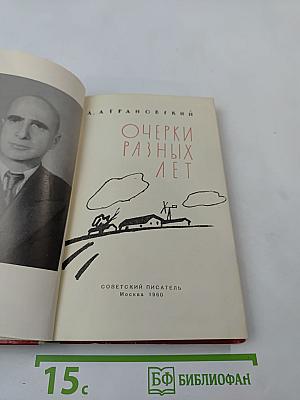 А. АГРАНОВСКИЙ
ОЧЕРКИ
РАЗНЫХ
ЛЕТ
СОВЕТСКИЙ ПИСАТЕЛЬ
Москва 1960
15с
БФ БИБЛИОФАН